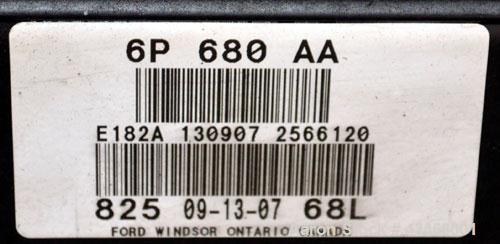 6P 680 AA
E182A 130907 2566120
825 09-13-07 68L
FORD WINDSOR ONTARIO